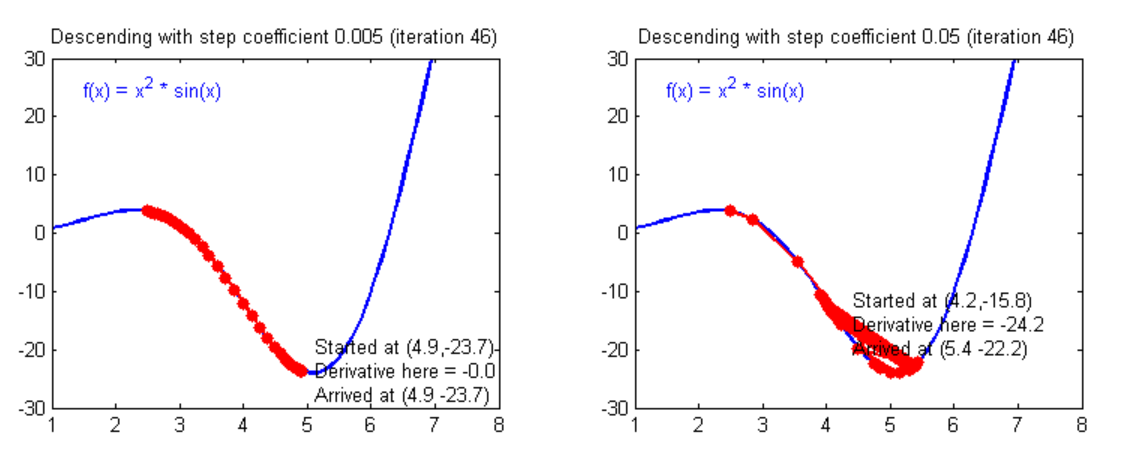 Descending with step coefficient 0.005 (iteration 46)
f(x) = x² * sin(x)
30
20
10
0
-10
-20
-30
Started at (4.9,-23.7)
Derivative here = -0.0
Arrived at (4.9 -23.7)
1 2 3 4 5 6 7 8
Descending with step coefficient 0.05 (iteration 46)
f(x) = x² * sin(x)
30
20
10
0
-10
-20
-30
Started at (4.2,-15.8)
Derivative here = -24.2
Arrived at (5.4 -22.2)
1 2 3 4 5 6 7 8